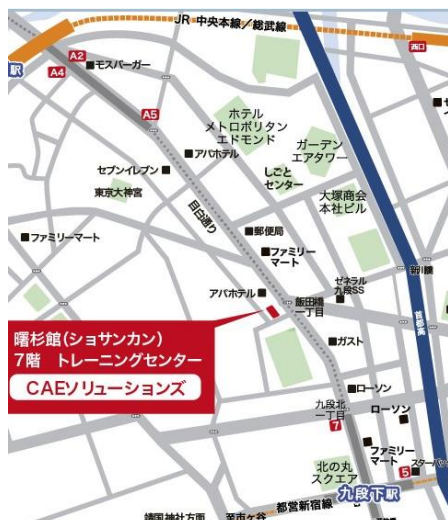 JR 中央本線／総武線
西口
A2
駅
A4
モスバーガー
A5
ホテル
メトロポリタン
エドモンド
ガーデン
エアタワー
アパホテル
セブンイレブン
しごと
センター
東京大神宮
大塚商会
本社ビル
目白通り
郵便局
ファミリーマート
ファミリー
マート
新川橋
ゼネラル
九段SS
アパホテル
飯田橋
一丁目
首都高
曙杉館(ショサンカン)
7階 トレーニングセンター
CAEソリューションズ
ガスト
ローソン
九段北
一丁目
ローソン
7
ファミリー
マート
北の丸
スクエア
5
九段下駅
都営新宿線
靖国神社方面
至市ヶ谷